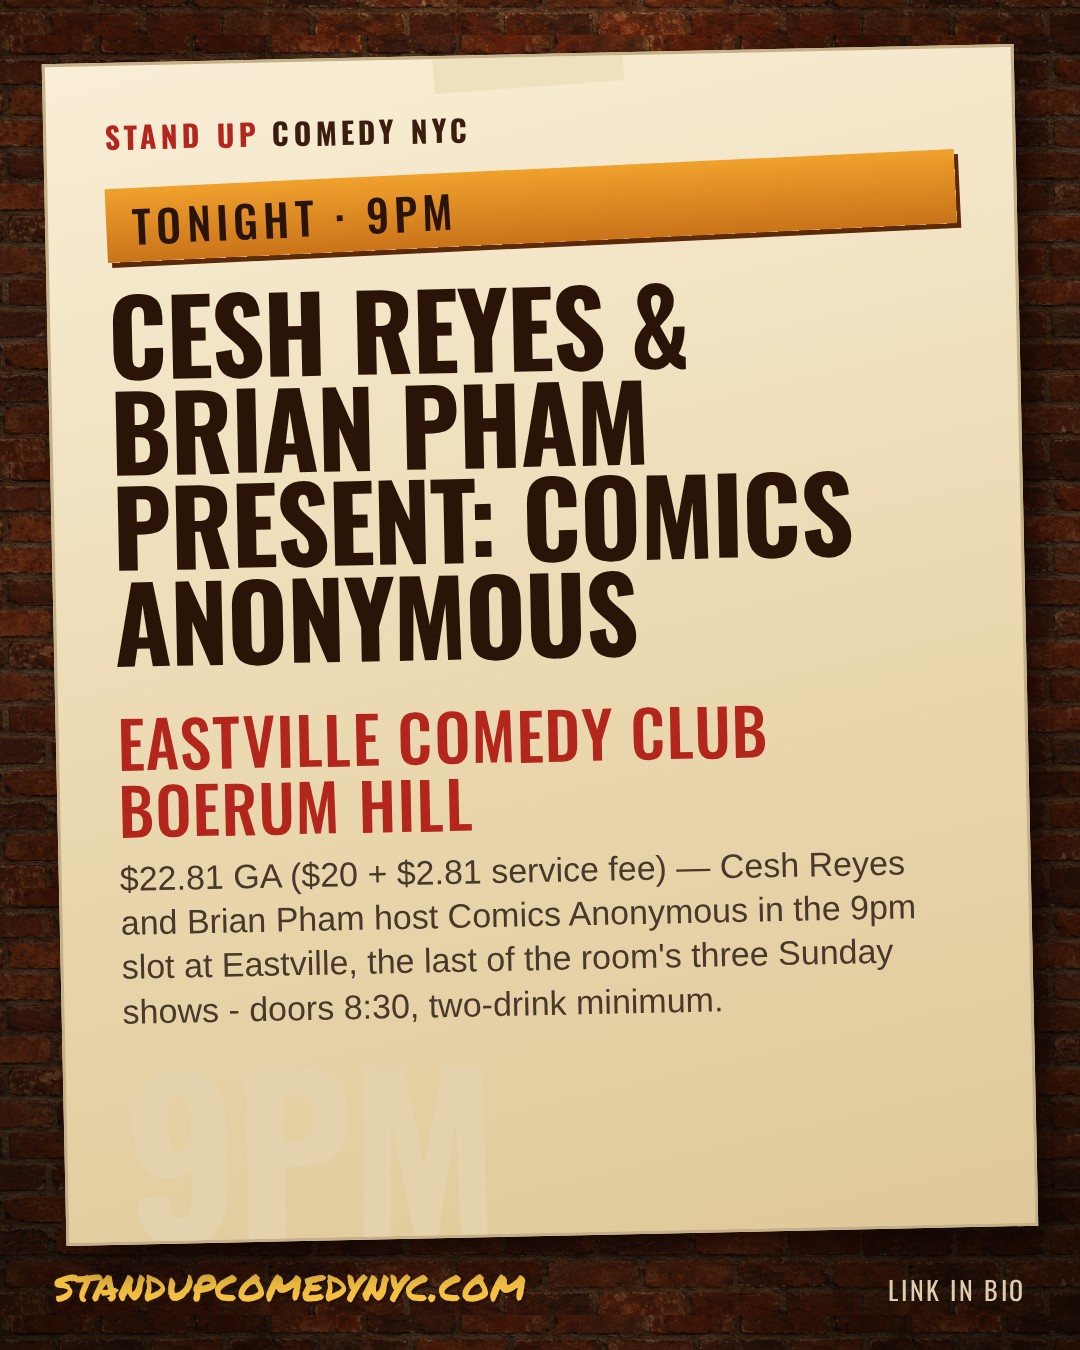 STAND UP COMEDY NYC
TONIGHT · 9PM
CESH REYES &
BRIAN PHAM
PRESENT: COMICS
ANONYMOUS
EASTVILLE COMEDY CLUB
BOERUM HILL
$22.81 GA ($20 + $2.81 service fee) — Cesh Reyes
and Brian Pham host Comics Anonymous in the 9pm
slot at Eastville, the last of the room's three Sunday
shows - doors 8:30, two-drink minimum.
9PM
STANDUPCOMEDYNYC.COM
LINK IN BIO